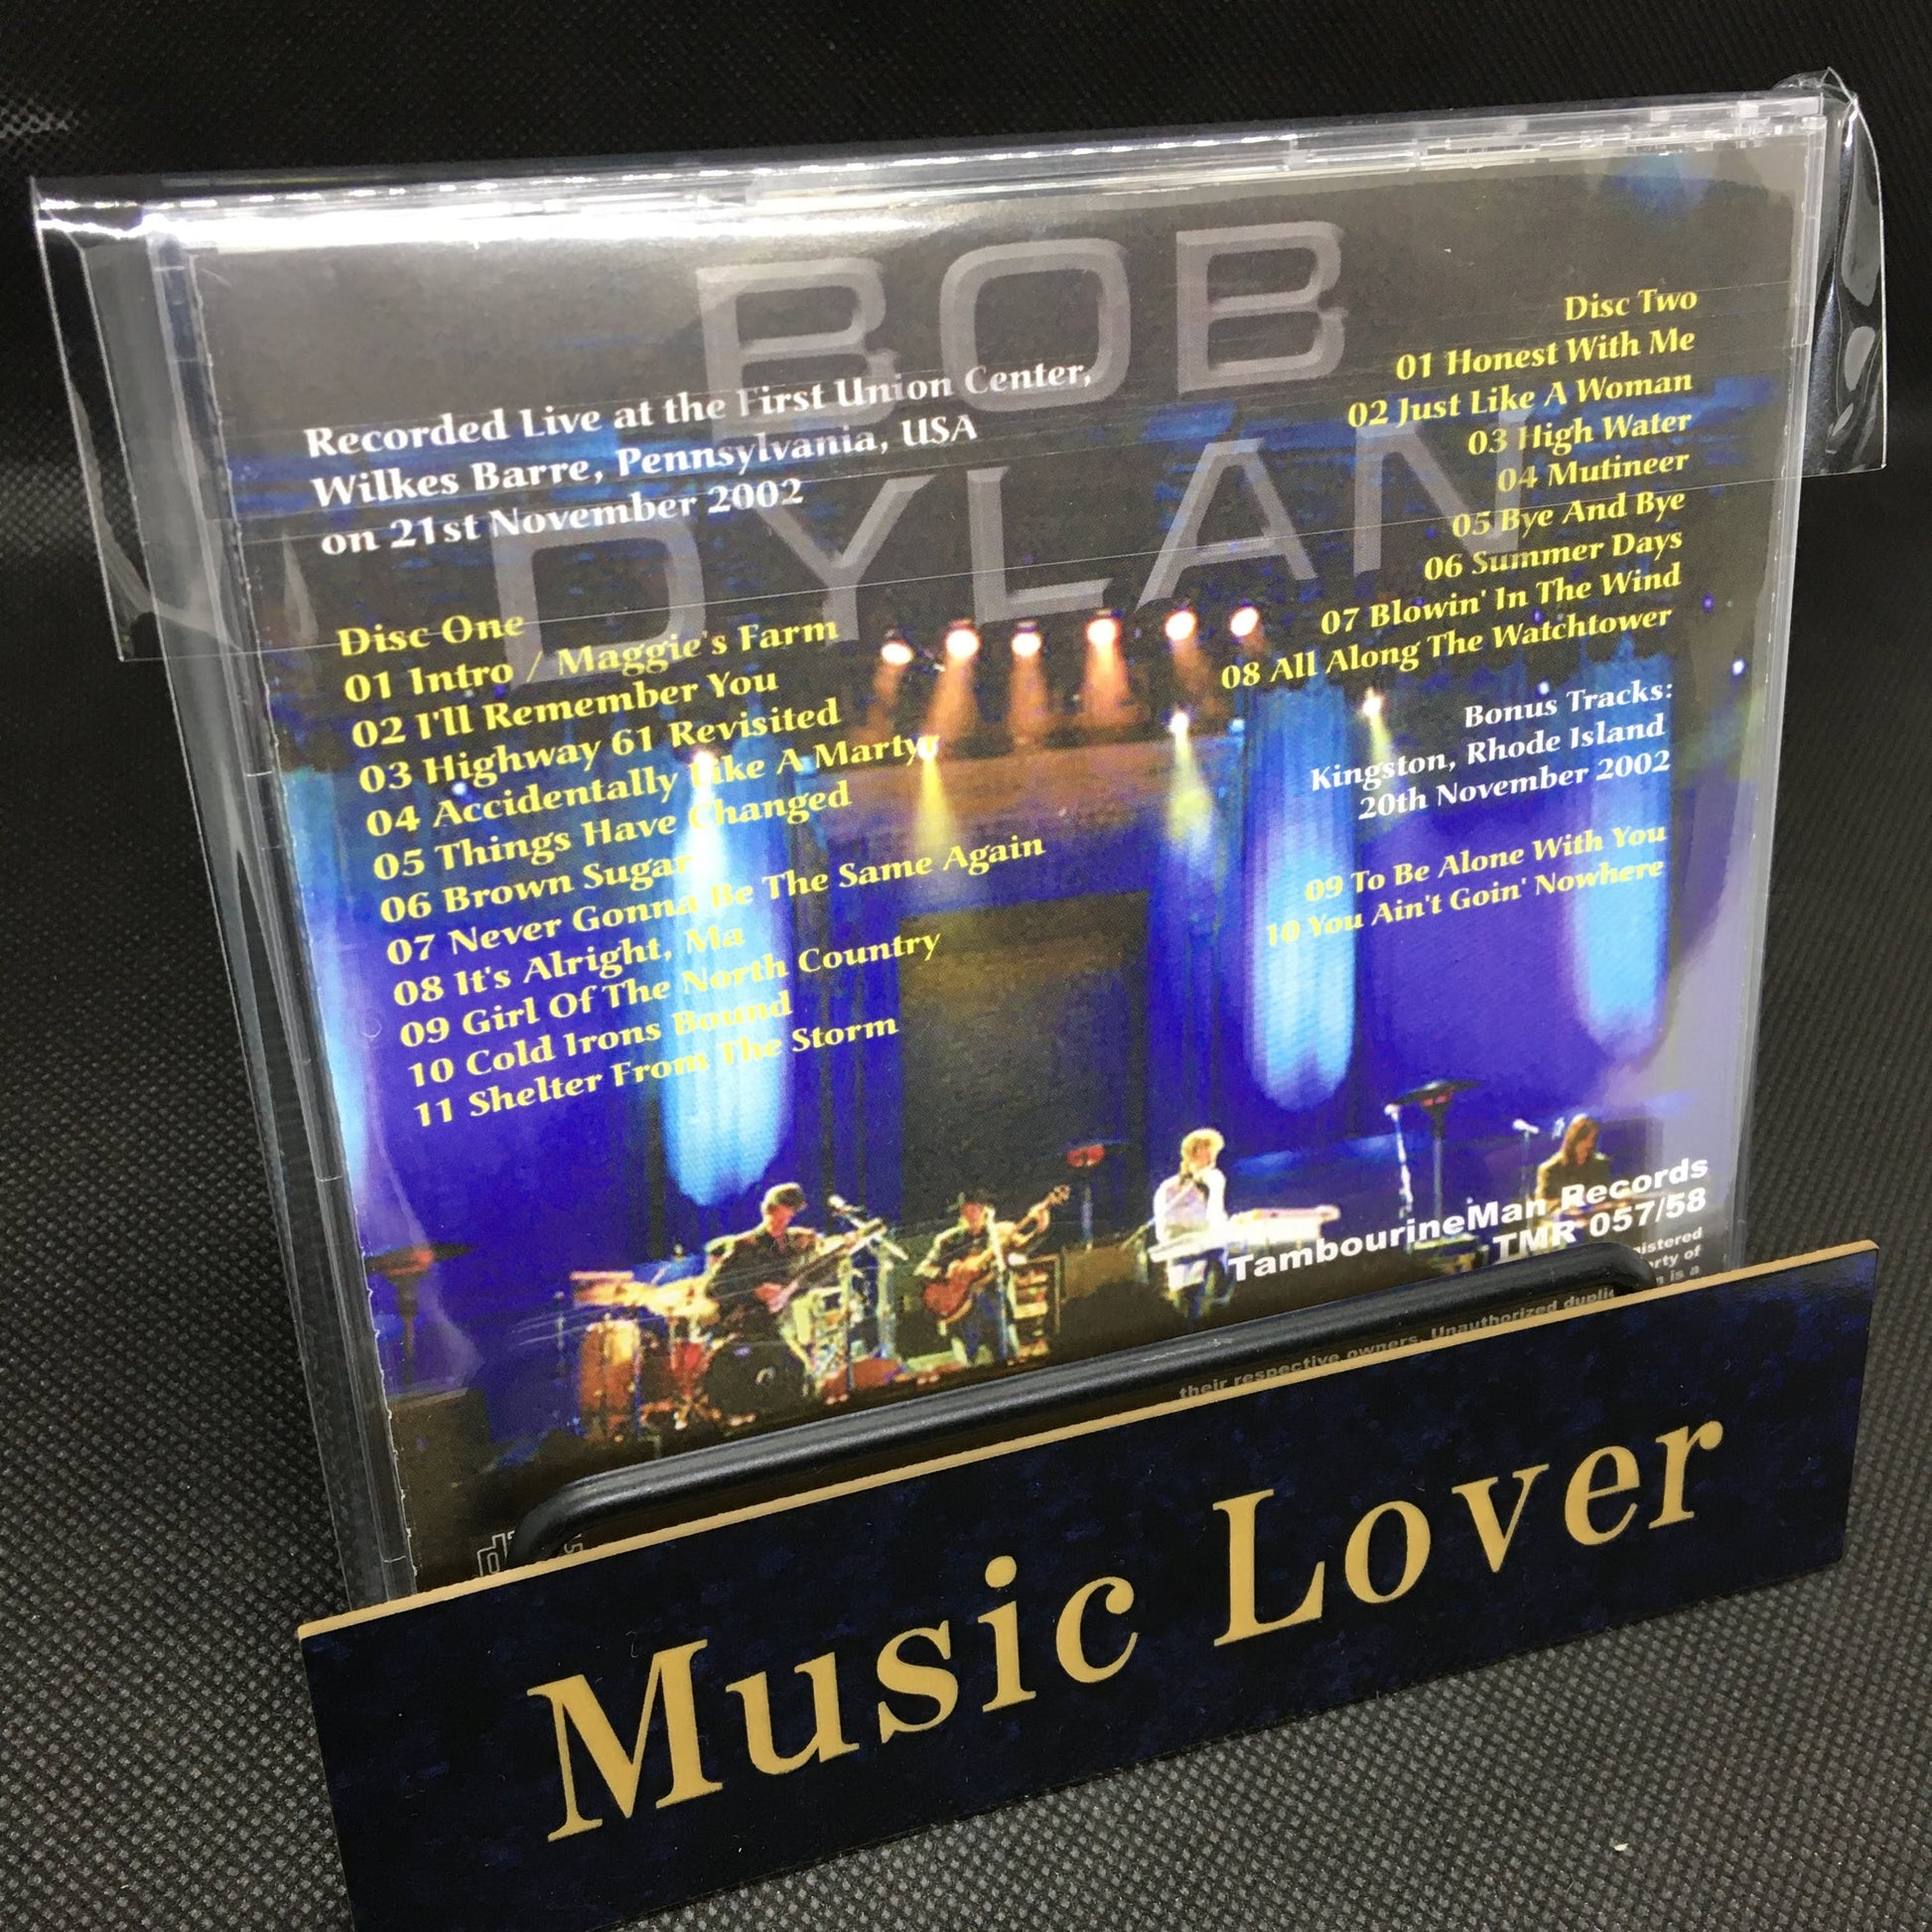 BOB
DYLAN
Recorded Live at the First Union Center,
Wilkes Barre, Pennsylvania, USA
on 21st November 2002
Disc One
01 Intro / Maggie's Farm
02 I'll Remember You
03 Highway 61 Revisited
04 Accidentally Like A Martyr
05 Things Have Changed
06 Brown Sugar
07 Never Gonna Be The Same Again
08 It's Alright, Ma
09 Girl Of The North Country
10 Cold Irons Bound
11 Shelter From The Storm
Disc Two
01 Honest With Me
02 Just Like A Woman
03 High Water
04 Mutineer
05 Bye And Bye
06 Summer Days
07 Blowin' In The Wind
08 All Along The Watchtower
Bonus Tracks:
Kingston, Rhode Island
20th November 2002
09 To Be Alone With You
10 You Ain't Goin' Nowhere
TambourineMan Records
TMR 057/58
of
is a
their respective owners. Unauthorized
Music Lover